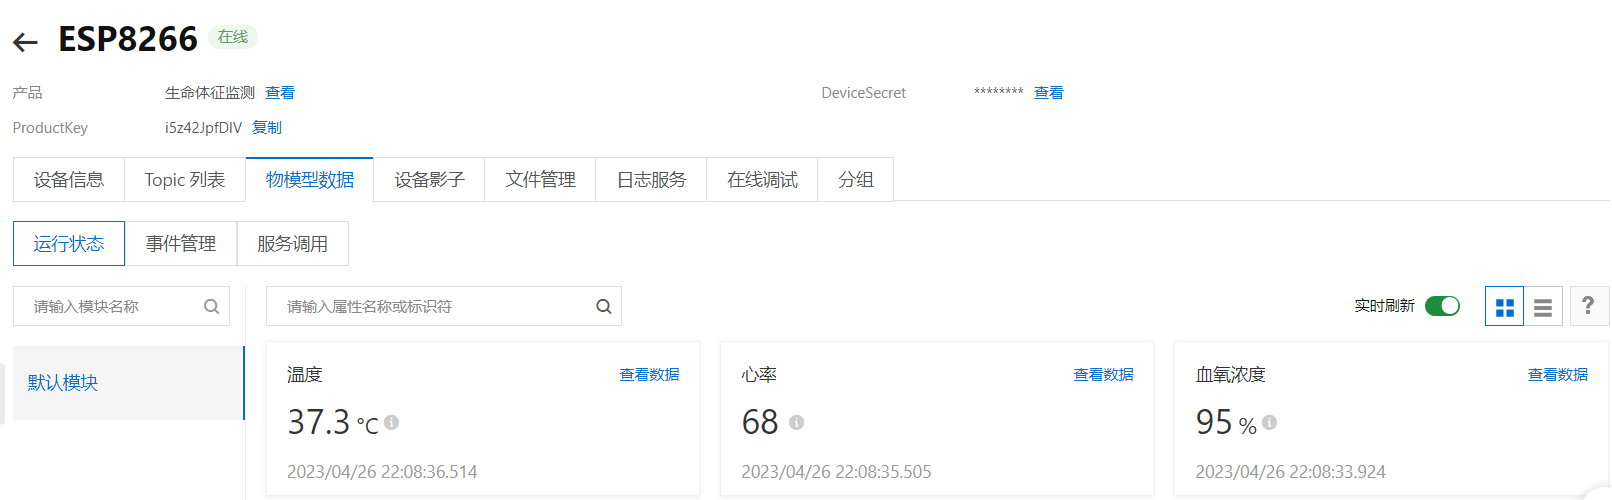 ESP8266 在线
产品 生命体征监测 查看 DeviceSecret ******** 查看
ProductKey i5z42JpfDIV 复制
设备信息 Topic 列表 物模型数据 设备影子 文件管理 日志服务 在线调试 分组
运行状态 事件管理 服务调用
请输入模块名称 请输入属性名称或标识符 实时刷新 ?
默认模块
温度 查看数据 心率 查看数据 血氧浓度 查看数据
37.3 °C 68 95 %
2023/04/26 22:08:36.514 2023/04/26 22:08:35.505 2023/04/26 22:08:33.924